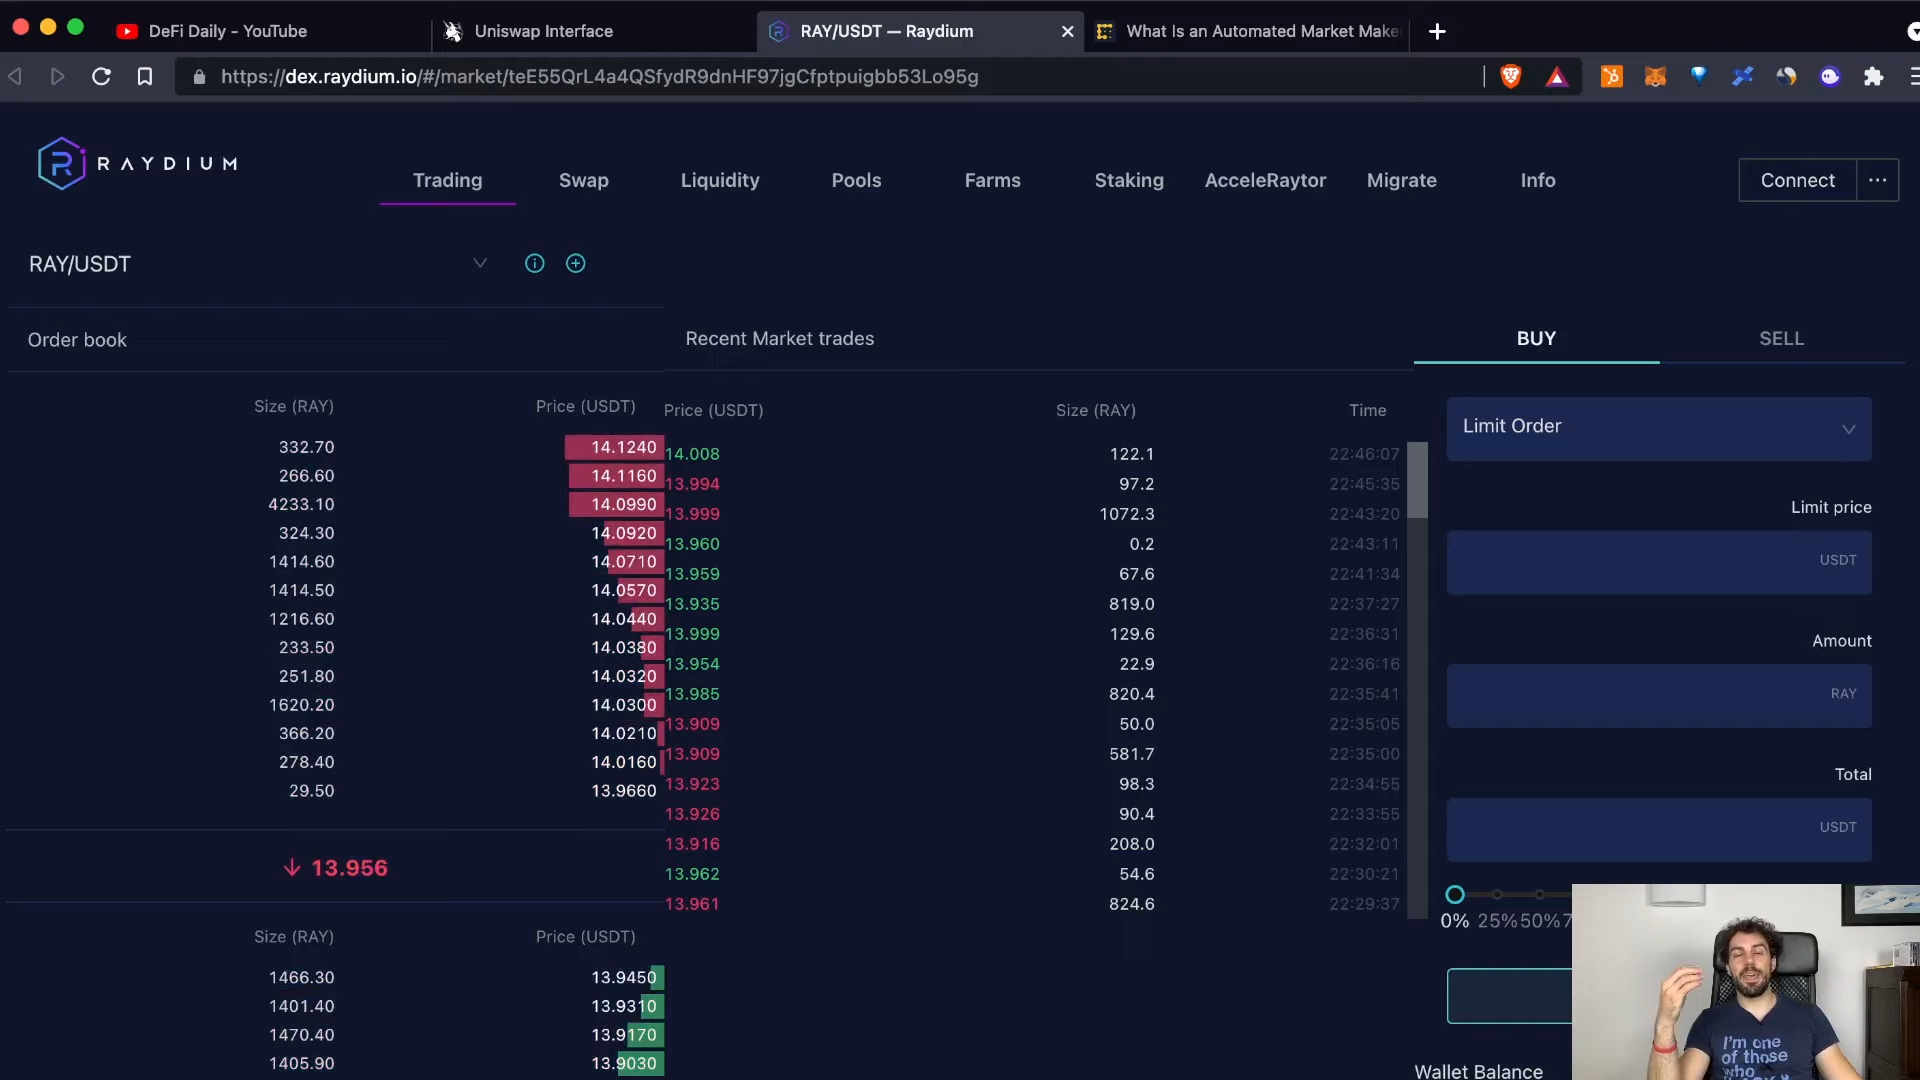 DeFi Daily - YouTube
Uniswap Interface
RAY/USDT — Raydium
What Is an Automated Market Make
https://dex.raydium.io/#/market/teE55QrL4a4QSfydR9dnHF97jgCfptpuigbb53Lo95g
RAYDIUM
Trading Swap Liquidity Pools Farms Staking AcceleRaytor Migrate Info
Connect ...
RAY/USDT
Order book
Size (RAY) Price (USDT)
332.70 14.1240
266.60 14.1160
4233.10 14.0990
324.30 14.0920
1414.60 14.0710
1414.50 14.0570
1216.60 14.0440
233.50 14.0380
251.80 14.0320
1620.20 14.0300
366.20 14.0210
278.40 14.0160
29.50 13.9660
13.956
Size (RAY) Price (USDT)
1466.30 13.9450
1401.40 13.9310
1470.40 13.9170
1405.90 13.9030
Recent Market trades
Price (USDT) Size (RAY) Time
14.008 122.1 22:46:07
13.994 97.2 22:45:35
13.999 1072.3 22:43:20
13.960 0.2 22:43:11
13.959 67.6 22:41:34
13.935 819.0 22:37:27
13.999 129.6 22:36:31
13.954 22.9 22:36:16
13.985 820.4 22:35:41
13.909 50.0 22:35:05
13.909 581.7 22:35:00
13.923 98.3 22:34:55
13.926 90.4 22:33:55
13.916 208.0 22:32:01
13.962 54.6 22:30:21
13.961 824.6 22:29:37
BUY SELL
Limit Order
Limit price
USDT
Amount
RAY
Total
USDT
0% 25% 50% 7
Wallet Balance
I'm one
of those
who